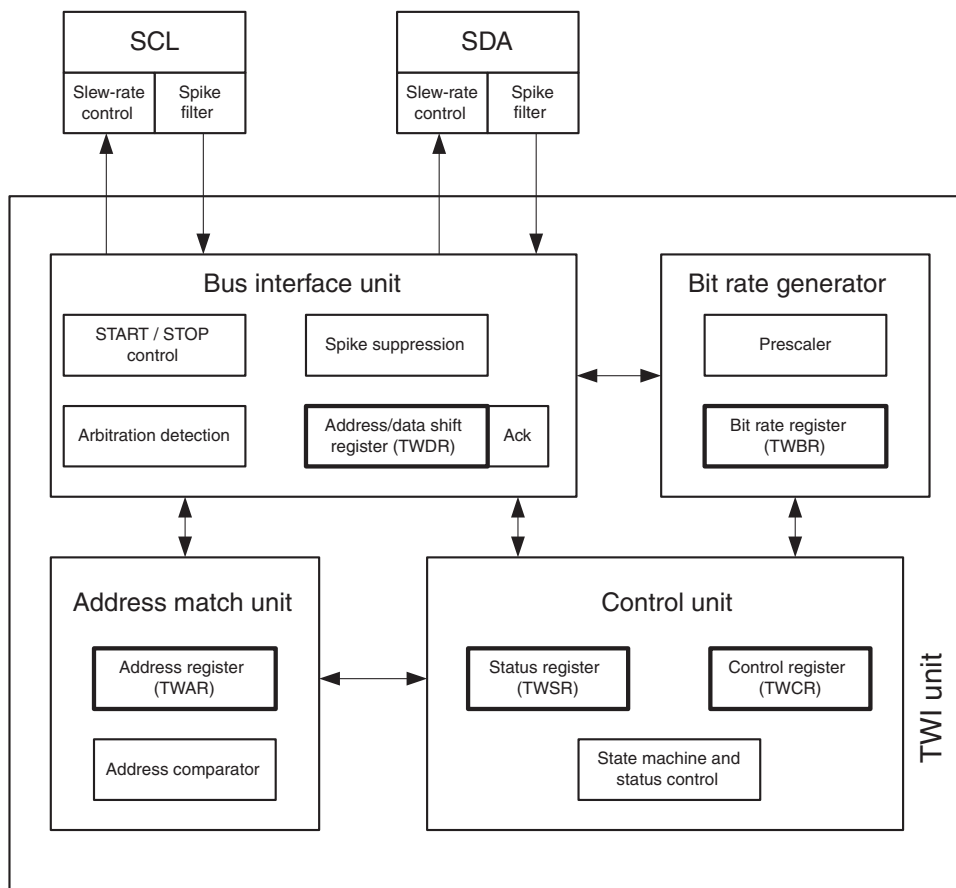 SCL
Slew-rate
control
Spike
filter
SDA
Slew-rate
control
Spike
filter
Bus interface unit
START / STOP
control
Spike suppression
Arbitration detection
Address/data shift
register (TWDR)
Ack
Bit rate generator
Prescaler
Bit rate register
(TWBR)
Address match unit
Address register
(TWAR)
Address comparator
Control unit
Status register
(TWSR)
Control register
(TWCR)
State machine and
status control
TWI unit